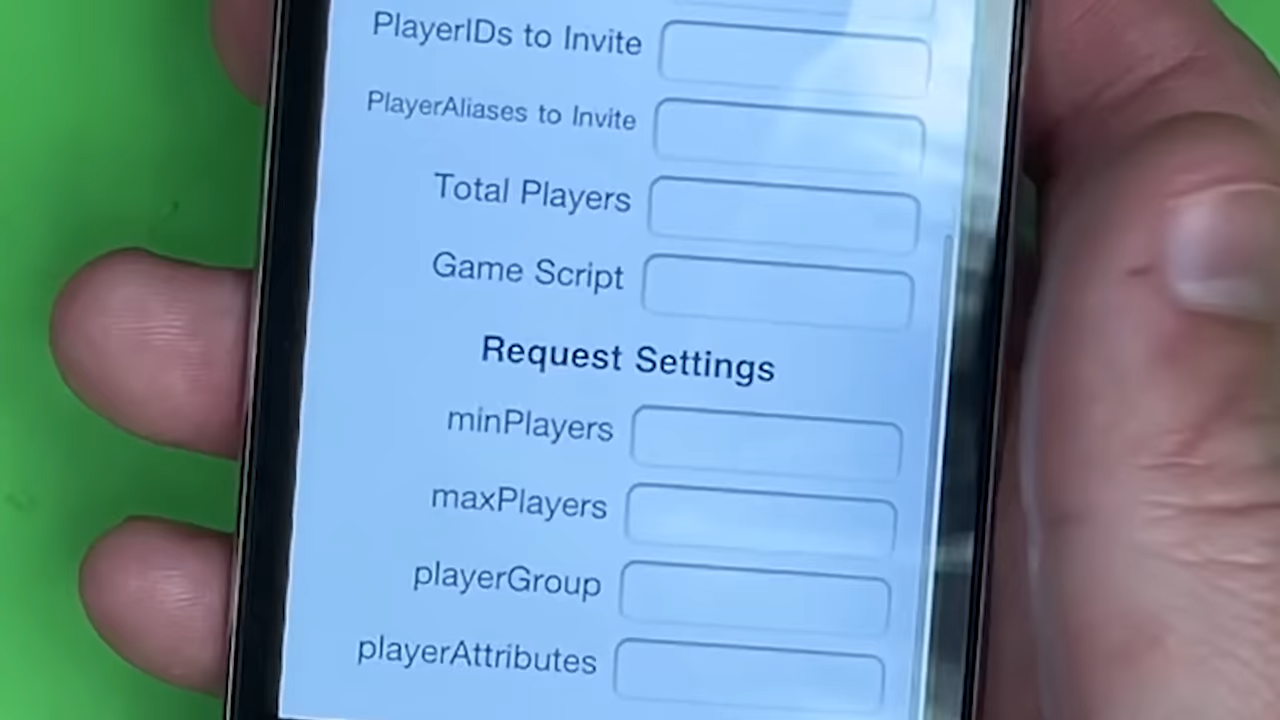 PlayerIDs to Invite
PlayerAliases to Invite
Total Players
Game Script
Request Settings
minPlayers
maxPlayers
playerGroup
playerAttributes